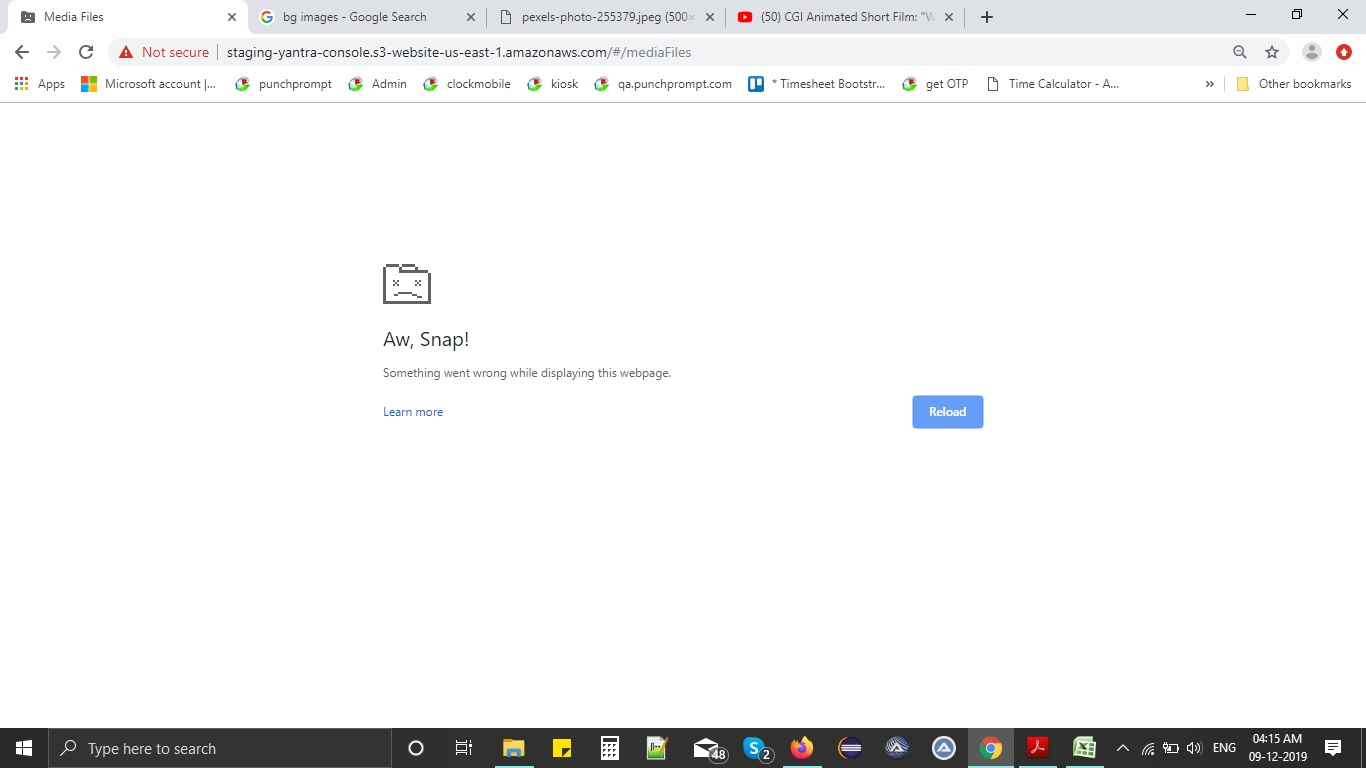 Media Files
bg images - Google Search
pexels-photo-255379.jpeg (500×
(50) CGI Animated Short Film: "W
Not secure
staging-yantra-console.s3-website-us-east-1.amazonaws.com/#/mediaFiles
Apps
Microsoft account |...
punchprompt
Admin
clockmobile
kiosk
qa.punchprompt.com
* Timesheet Bootstr...
get OTP
Time Calculator - A...
»
Other bookmarks
Aw, Snap!
Something went wrong while displaying this webpage.
Learn more
Reload
Type here to search
48
S
2
ENG
04:15 AM
09-12-2019